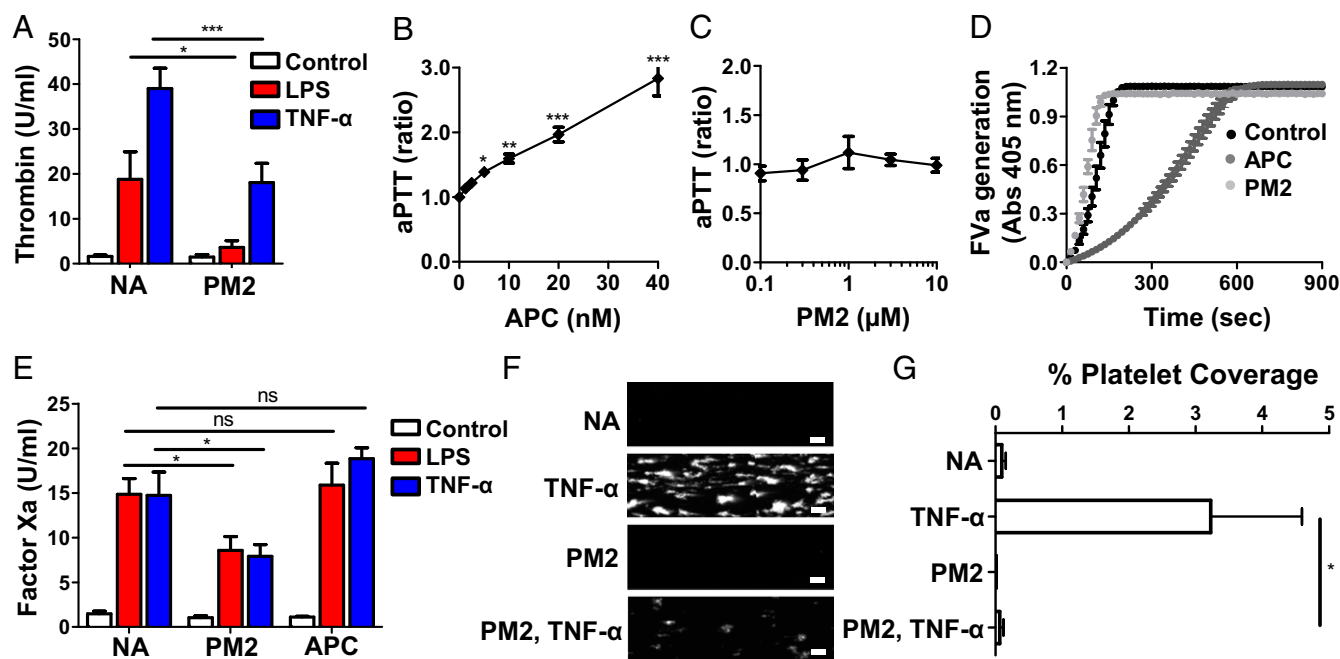 A
Thrombin (U/ml)
50
40
30
20
10
0
***
*
Control
LPS
TNF-α
NA
PM2
B
aPTT (ratio)
3.0
2.0
1.0
0.0
*
**
***
***
0
10
20
30
40
APC (nM)
C
aPTT (ratio)
2.0
1.5
1.0
0.5
0.0
0.1
1
10
PM2 (µM)
D
FVa generation
(Abs 405 nm)
1.2
0.9
0.6
0.3
0.0
Control
APC
PM2
0
300
600
900
Time (sec)
E
Factor Xa (U/ml)
25
20
15
10
5
0
ns
ns
*
*
Control
LPS
TNF-α
NA
PM2
APC
F
NA
TNF-α
PM2
PM2, TNF-α
G
% Platelet Coverage
0
1
2
3
4
5
NA
TNF-α
PM2
PM2, TNF-α
*